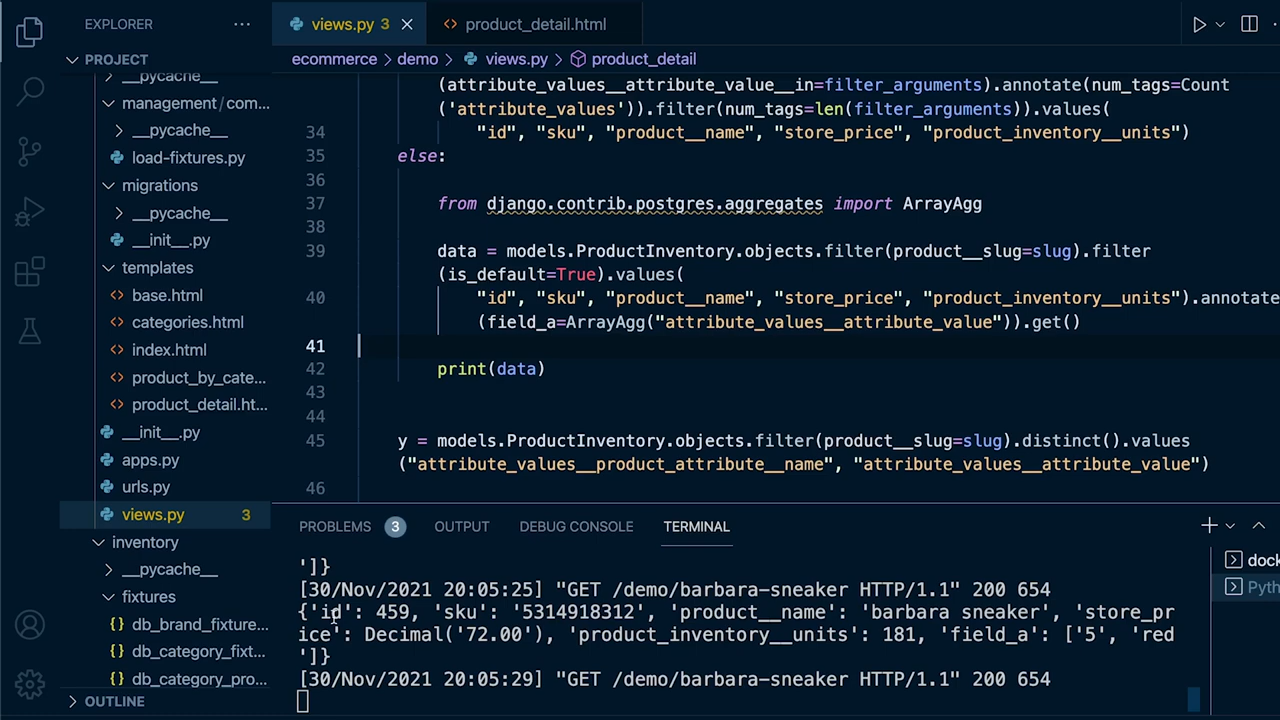 EXPLORER
PROJECT
__pycache__
management/com...
__pycache__
load-fixtures.py
migrations
__pycache__
__init__.py
templates
base.html
categories.html
index.html
product_by_cate...
product_detail.ht...
__init__.py
apps.py
urls.py
views.py 3
inventory
__pycache__
fixtures
db_brand_fixture...
db_category_fixt...
db_category_pro...
OUTLINE
views.py 3
product_detail.html
ecommerce > demo > views.py > product_detail
(attribute_values__attribute_value__in=filter_arguments).annotate(num_tags=Count
('attribute_values')).filter(num_tags=len(filter_arguments)).values(
34 "id", "sku", "product__name", "store_price", "product_inventory__units")
35 else:
36
37 from django.contrib.postgres.aggregates import ArrayAgg
38
39 data = models.ProductInventory.objects.filter(product__slug=slug).filter
(is_default=True).values(
40 "id", "sku", "product__name", "store_price", "product_inventory__units").annotate
(field_a=ArrayAgg("attribute_values__attribute_value")).get()
41
42 print(data)
43
44
45 y = models.ProductInventory.objects.filter(product__slug=slug).distinct().values
("attribute_values__product_attribute__name", "attribute_values__attribute_value")
46
PROBLEMS 3 OUTPUT DEBUG CONSOLE TERMINAL
']}
[30/Nov/2021 20:05:25] "GET /demo/barbara-sneaker HTTP/1.1" 200 654
{'id': 459, 'sku': '5314918312', 'product__name': 'barbara sneaker', 'store_pr
ice': Decimal('72.00'), 'product_inventory__units': 181, 'field_a': ['5', 'red
']}
[30/Nov/2021 20:05:29] "GET /demo/barbara-sneaker HTTP/1.1" 200 654
dock
Pyth